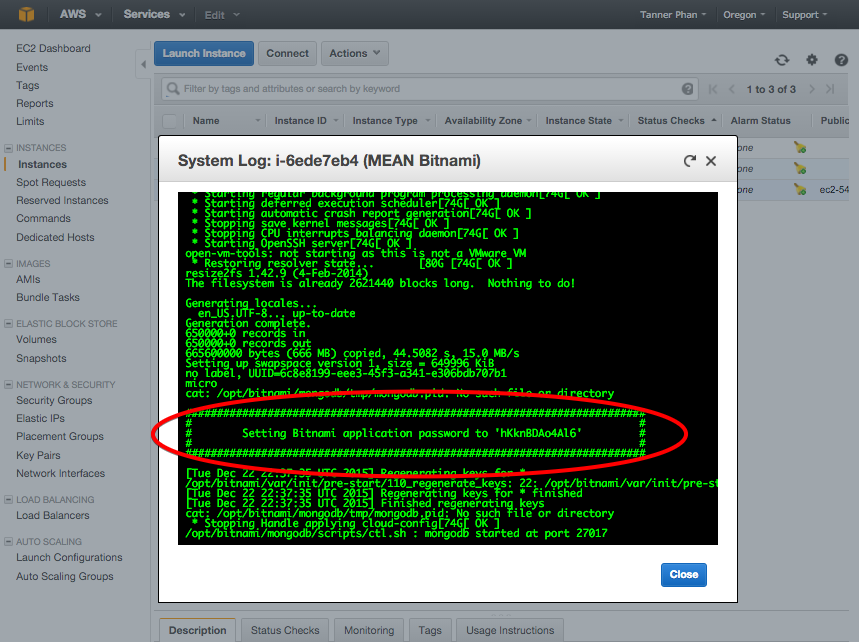 AWS Services Edit Tanner Phan Oregon Support
EC2 Dashboard
Events
Tags
Reports
Limits
INSTANCES
Instances
Spot Requests
Reserved Instances
Commands
Dedicated Hosts
IMAGES
AMIs
Bundle Tasks
ELASTIC BLOCK STORE
Volumes
Snapshots
NETWORK & SECURITY
Security Groups
Elastic IPs
Placement Groups
Key Pairs
Network Interfaces
LOAD BALANCING
Load Balancers
AUTO SCALING
Launch Configurations
Auto Scaling Groups
Launch Instance Connect Actions
Filter by tags and attributes or search by keyword
1 to 3 of 3
Name Instance ID Instance Type Availability Zone Instance State Status Checks Alarm Status Public
one
one
one ec2-54
System Log: i-6ede7eb4 (MEAN Bitnami)
* Starting regular background program processing daemon[74G[ OK ]
* Starting deferred execution scheduler[74G[ OK ]
* Starting automatic crash report generation[74G[ OK ]
* Stopping save kernel messages[74G[ OK ]
* Stopping CPU interrupts balancing daemon[74G[ OK ]
* Starting OpenSSH server[74G[ OK ]
open-vm-tools: not starting as this is not a VMware VM
* Restoring resolver state... [80G [74G[ OK ]
resize2fs 1.42.9 (4-Feb-2014)
The filesystem is already 2621440 blocks long. Nothing to do!
Generating locales...
en_US.UTF-8... up-to-date
Generation complete.
650000+0 records in
650000+0 records out
665600000 bytes (666 MB) copied, 44.5082 s, 15.0 MB/s
Setting up swapspace version 1, size = 649996 KiB
no label, UUID=6c8e8199-eee3-45f3-a341-e306bdb707b1
micro
cat: /opt/bitnami/mongodb/tmp/mongodb.pid: No such file or directory
#########################################################################
# #
# Setting Bitnami application password to 'hKknBDAo4Al6' #
# #
#########################################################################
[Tue Dec 22 22:37:35 UTC 2015] Regenerating keys for *
/opt/bitnami/var/init/pre-start/110_regenerate_keys: 22: /opt/bitnami/var/init/pre-st
[Tue Dec 22 22:37:35 UTC 2015] Regenerating keys for * finished
[Tue Dec 22 22:37:35 UTC 2015] Finished regenerating keys
cat: /opt/bitnami/mongodb/tmp/mongodb.pid: No such file or directory
* Stopping Handle applying cloud-config[74G[ OK ]
/opt/bitnami/mongodb/scripts/ctl.sh : mongodb started at port 27017
Close
Description Status Checks Monitoring Tags Usage Instructions